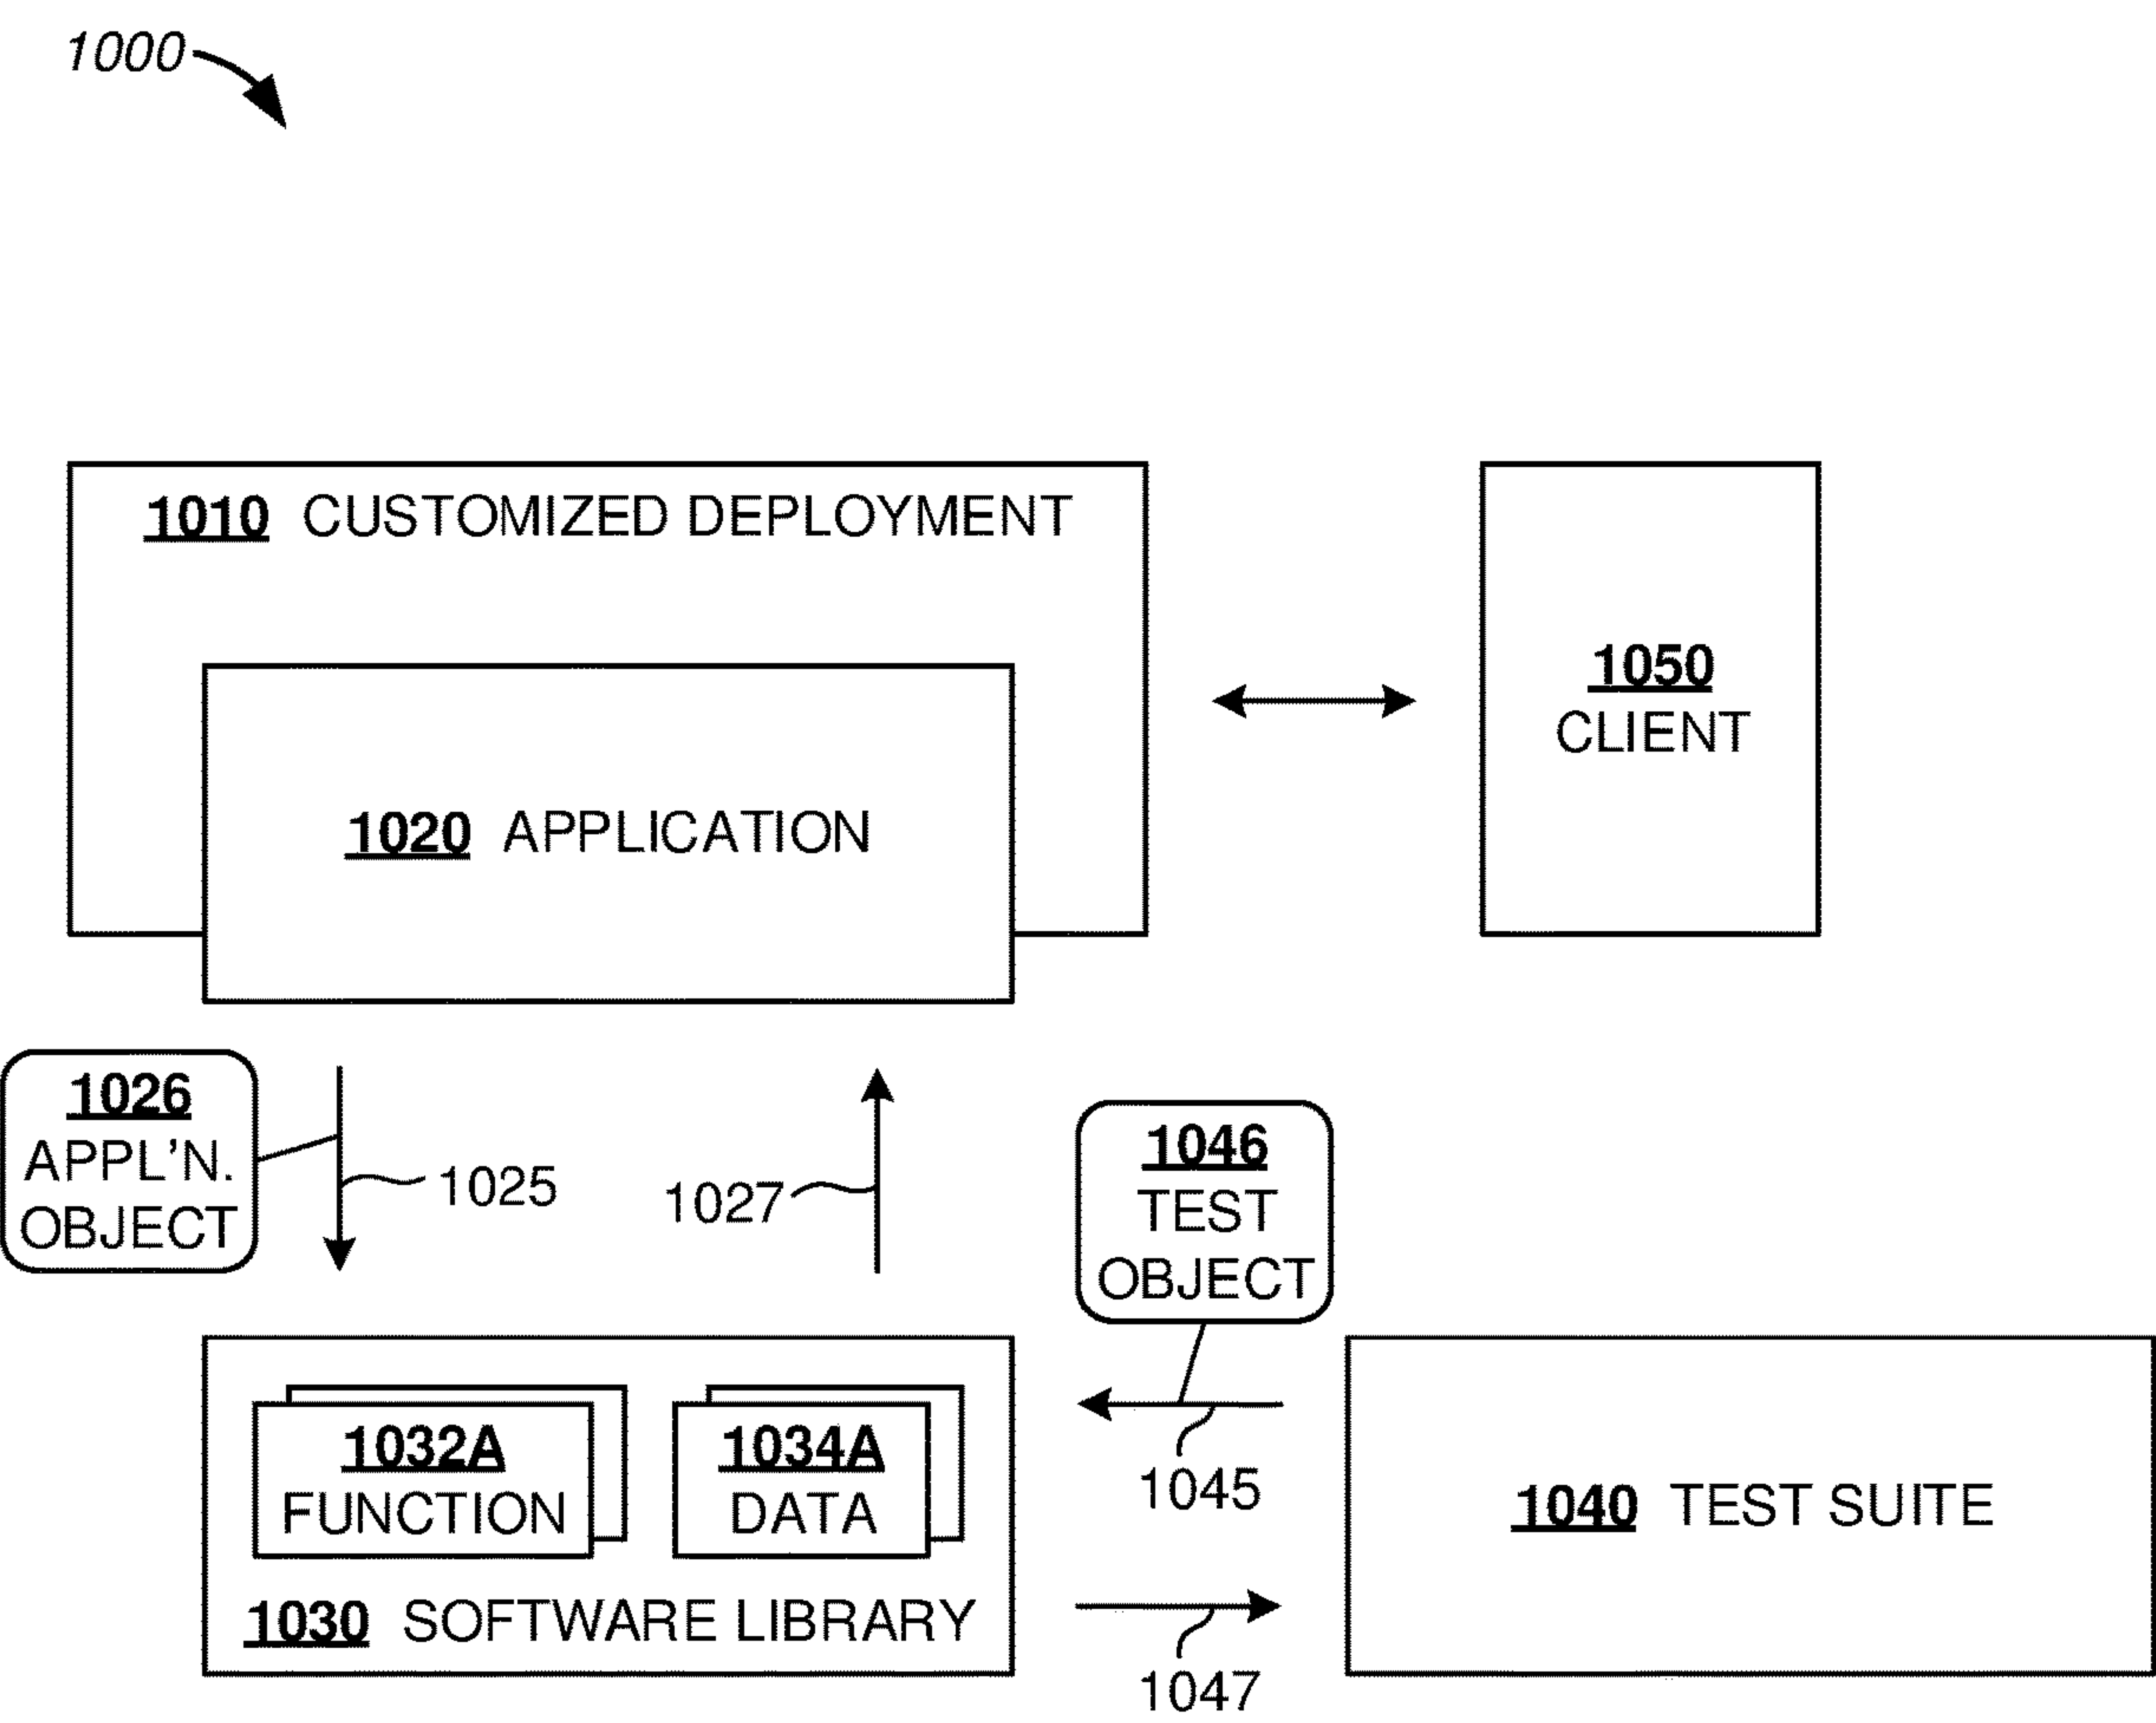 1000
1010 CUSTOMIZED DEPLOYMENT
1050
CLIENT
1020 APPLICATION
1026
APPL'N.
OBJECT
1025
1027
1046
TEST
OBJECT
1032A
FUNCTION
1034A
DATA
1030 SOFTWARE LIBRARY
1045
1047
1040 TEST SUITE